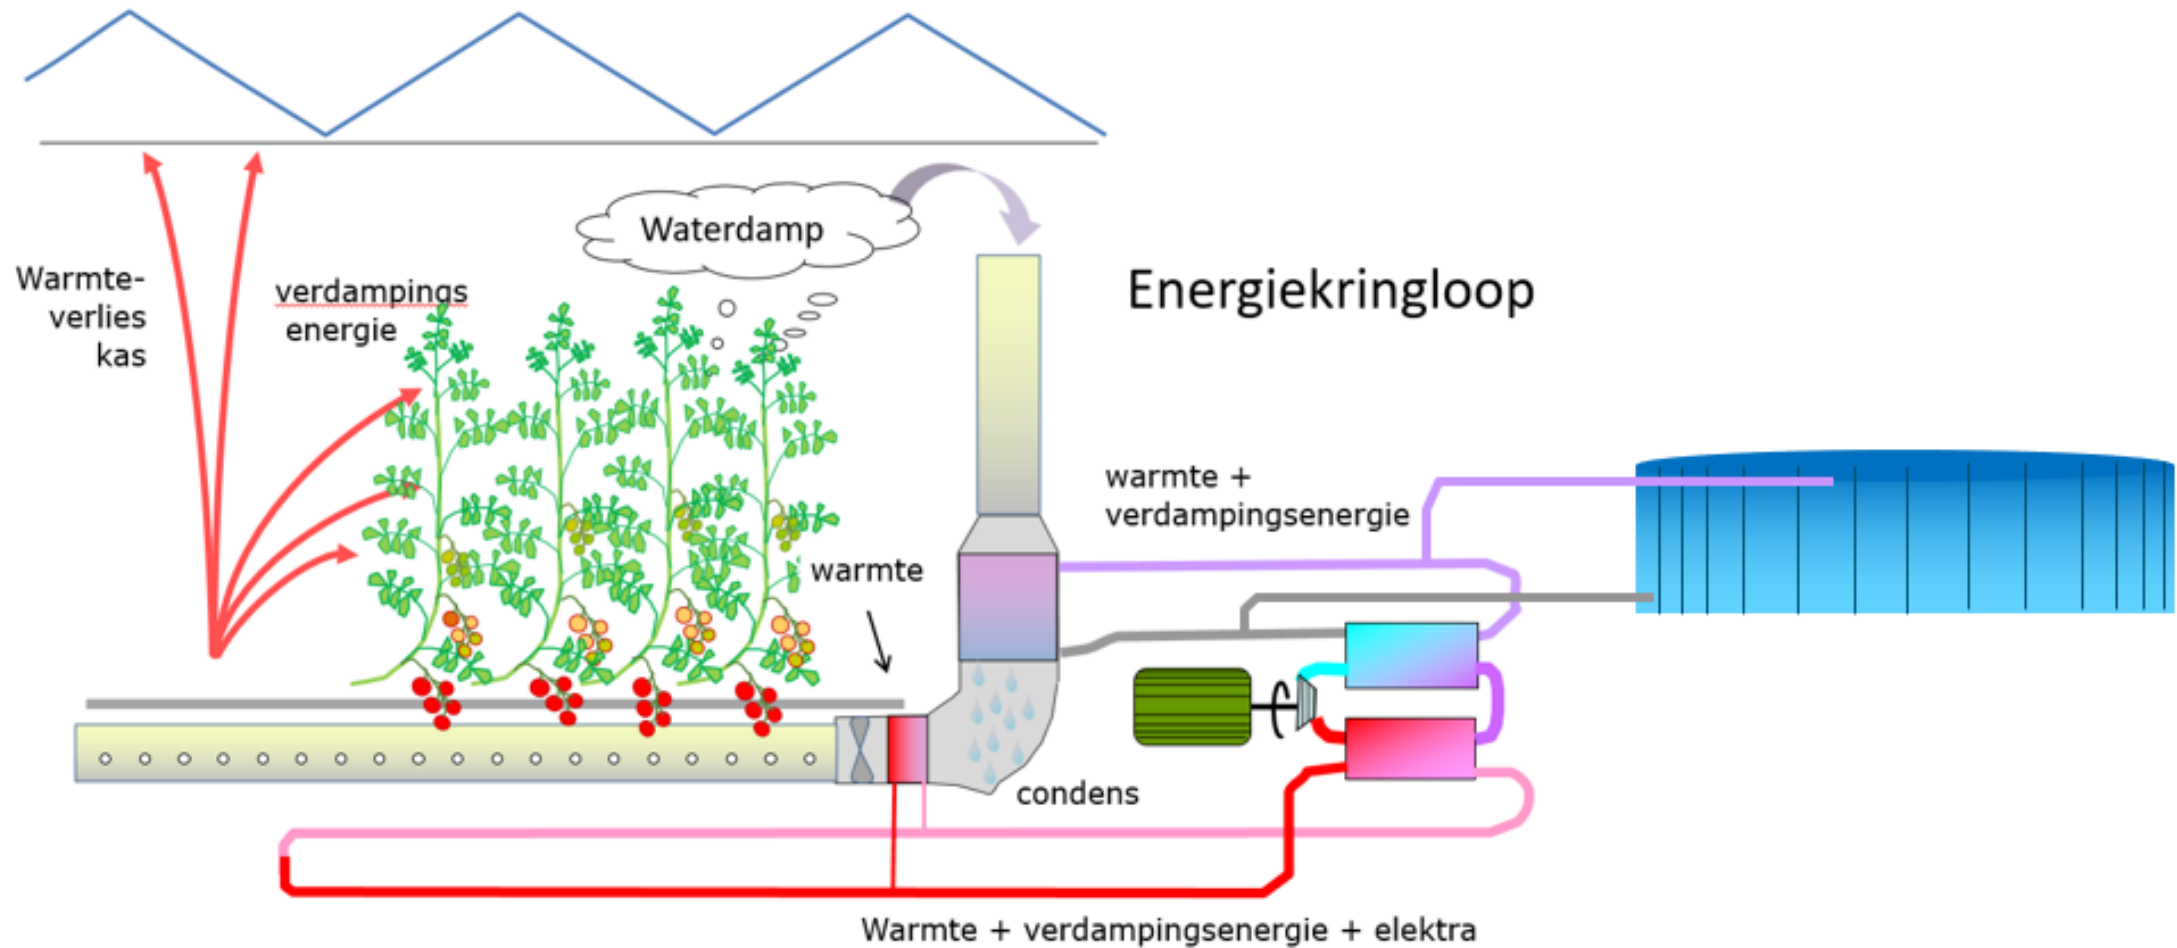 Waterdamp
Warmte-
verlies
kas
verdampings
energie
Energiekringloop
warmte +
verdampingsenergie
warmte
condens
Warmte + verdampingsenergie + elektra